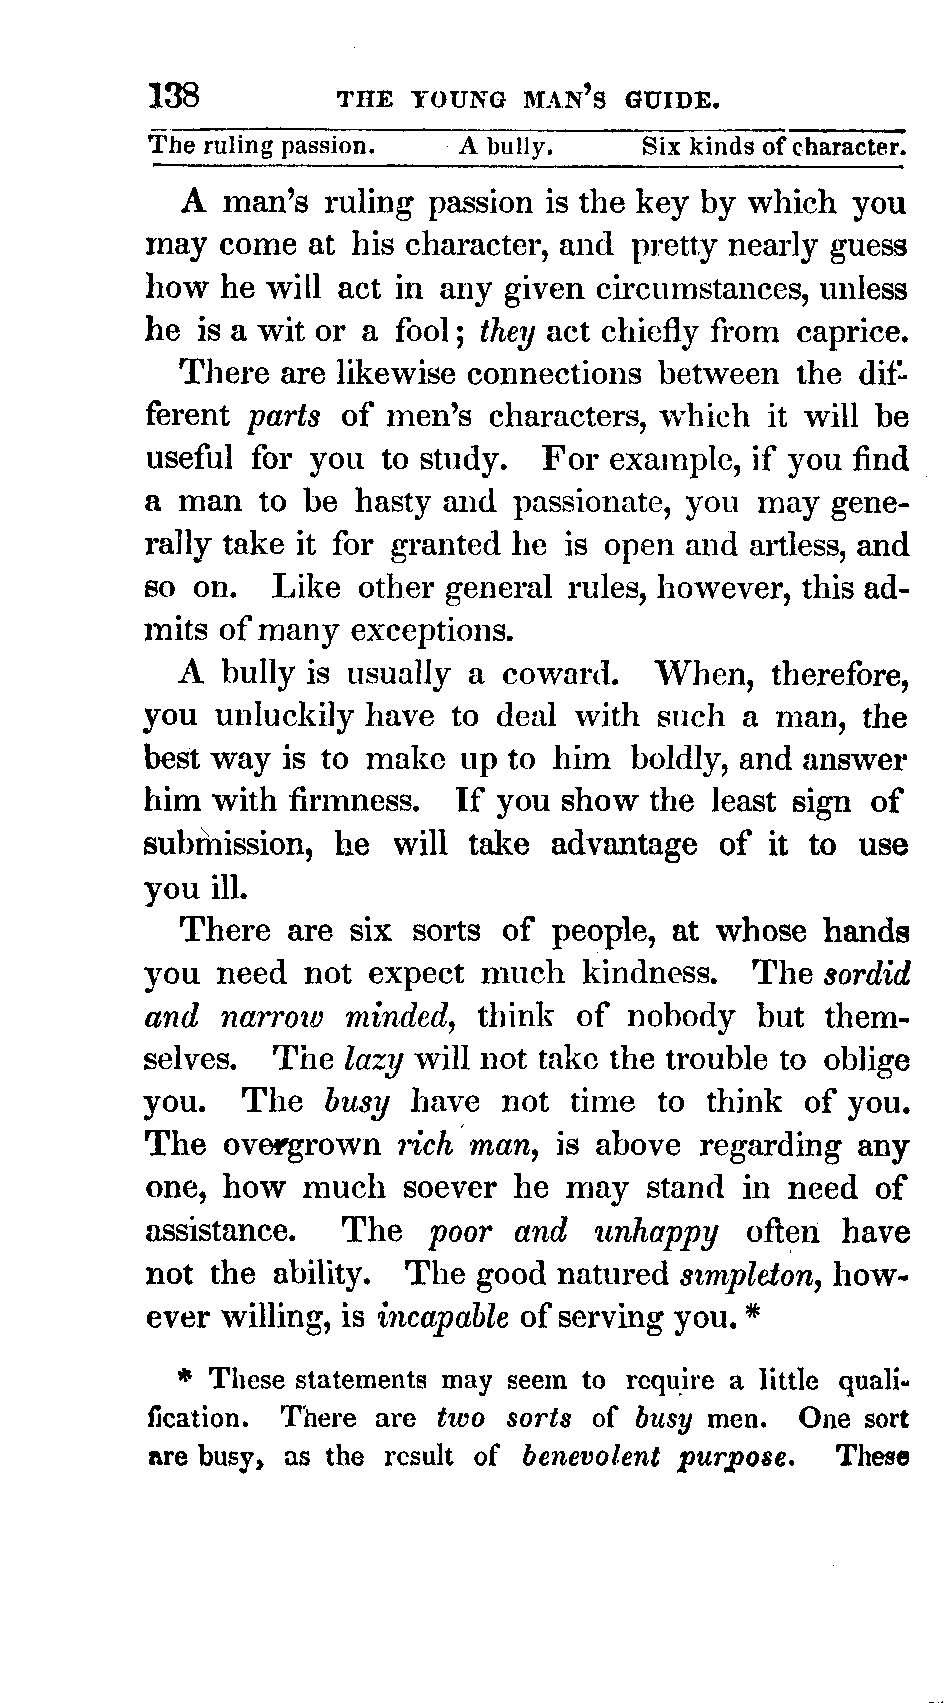 138 THE YOUNG MAN'S GUIDE.
The ruling passion. A bully. Six kinds of character.
A man's ruling passion is the key by which you
may come at his character, and pretty nearly guess
how he will act in any given circumstances, unless
he is a wit or a fool; they act chiefly from caprice.
There are likewise connections between the dif-
ferent parts of men's characters, which it will be
useful for you to study. For example, if you find
a man to be hasty and passionate, you may gene-
rally take it for granted he is open and artless, and
so on. Like other general rules, however, this ad-
mits of many exceptions.
A bully is usually a coward. When, therefore,
you unluckily have to deal with such a man, the
best way is to make up to him boldly, and answer
him with firmness. If you show the least sign of
submission, he will take advantage of it to use
you ill.
There are six sorts of people, at whose hands
you need not expect much kindness. The sordid
and narrow minded, think of nobody but them-
selves. The lazy will not take the trouble to oblige
you. The busy have not time to think of you.
The overgrown rich man, is above regarding any
one, how much soever he may stand in need of
assistance. The poor and unhappy often have
not the ability. The good natured simpleton, how-
ever willing, is incapable of serving you. *
* These statements may seem to require a little quali-
fication. There are two sorts of busy men. One sort
are busy, as the result of benevolent purpose. These